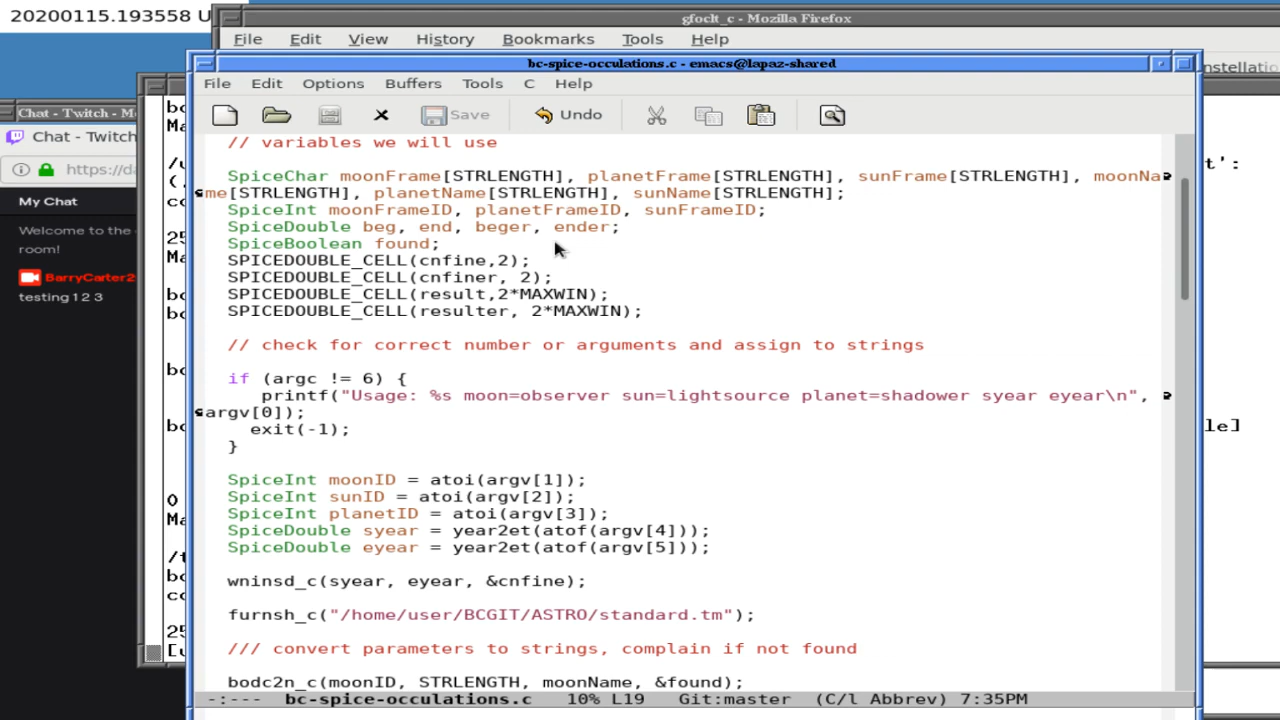 20200115.193558 U
gfoclt_c - Mozilla Firefox
File Edit View History Bookmarks Tools Help
bc-spice-occulations.c - emacs@lapaz-shared
File Edit Options Buffers Tools C Help
Save Undo
Chat - Twitch - M
Chat - Twitch
https://da
My Chat
Welcome to the
room!
BarryCarter2
testing 1 2 3
// variables we will use
SpiceChar moonFrame[STRLENGTH], planetFrame[STRLENGTH], sunFrame[STRLENGTH], moonNa
me[STRLENGTH], planetName[STRLENGTH], sunName[STRLENGTH];
SpiceInt moonFrameID, planetFrameID, sunFrameID;
SpiceDouble beg, end, beger, ender;
SpiceBoolean found;
SPICEDOUBLE_CELL(cnfine,2);
SPICEDOUBLE_CELL(cnfiner, 2);
SPICEDOUBLE_CELL(result,2*MAXWIN);
SPICEDOUBLE_CELL(resulter, 2*MAXWIN);
// check for correct number or arguments and assign to strings
if (argc != 6) {
printf("Usage: %s moon=observer sun=lightsource planet=shadower syear eyear\n",
argv[0]);
exit(-1);
}
SpiceInt moonID = atoi(argv[1]);
SpiceInt sunID = atoi(argv[2]);
SpiceInt planetID = atoi(argv[3]);
SpiceDouble syear = year2et(atof(argv[4]));
SpiceDouble eyear = year2et(atof(argv[5]));
wninsd_c(syear, eyear, &cnfine);
furnsh_c("/home/user/BCGIT/ASTRO/standard.tm");
/// convert parameters to strings, complain if not found
bodc2n_c(moonID, STRLENGTH, moonName, &found);
-:--- bc-spice-occulations.c 10% L19 Git:master (C/l Abbrev) 7:35PM
nstellatio
t':
le]